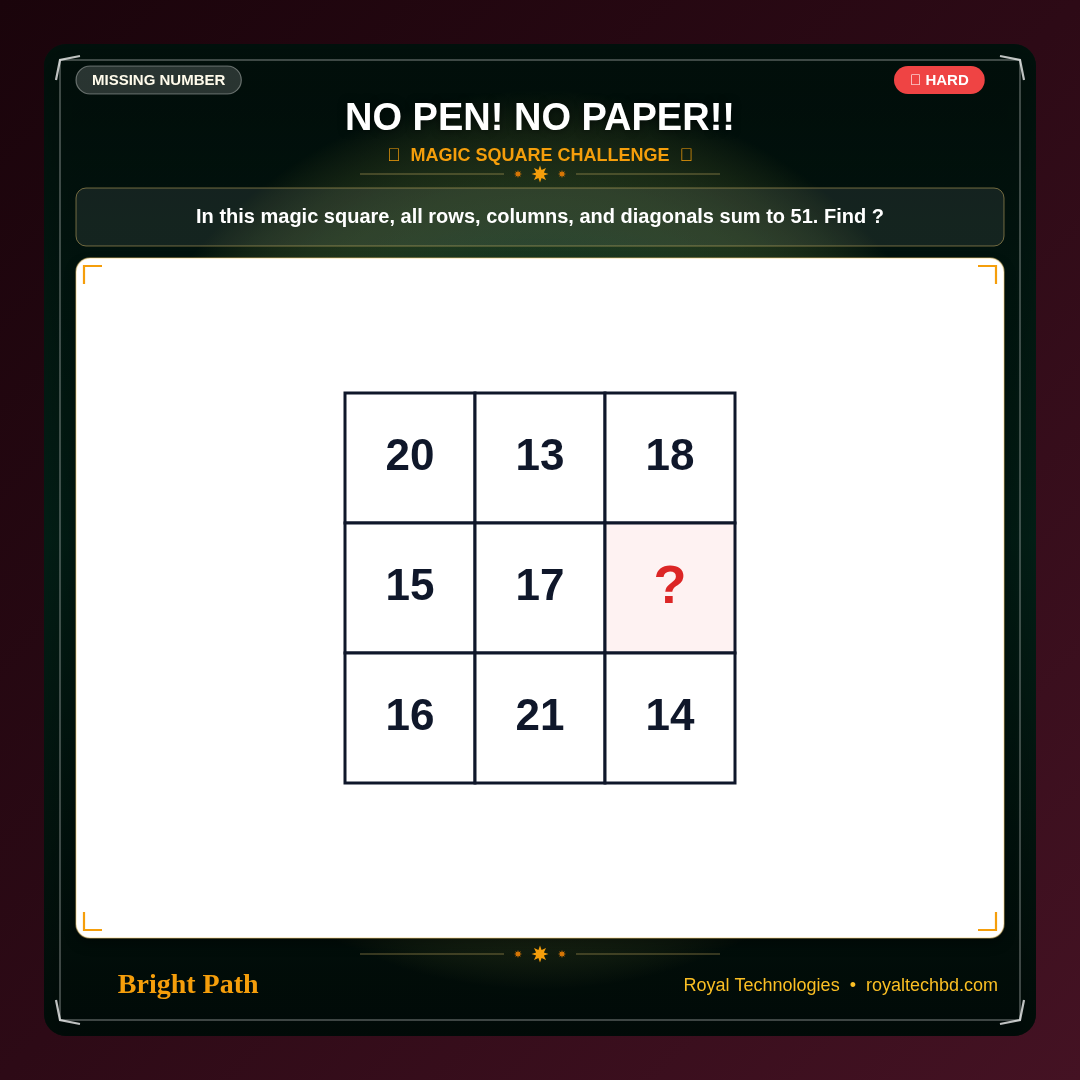 MISSING NUMBER
HARD
NO PEN! NO PAPER!!
MAGIC SQUARE CHALLENGE
In this magic square, all rows, columns, and diagonals sum to 51. Find ?
20 13 18
15 17 ?
16 21 14
Bright Path
Royal Technologies • royaltechbd.com